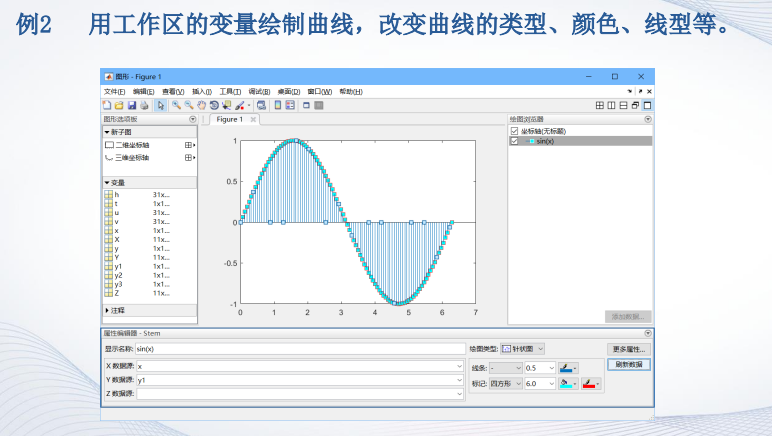 例2 用工作区的变量绘制曲线，改变曲线的类型、颜色、线型等。
图形 - Figure 1
文件(F) 编辑(E) 查看(V) 插入(I) 工具(T) 调试(B) 桌面(D) 窗口(W) 帮助(H)
图形选项板
新子图
二维坐标轴
三维坐标轴
变量
h 31x...
t 1x1...
u 31x...
v 31x...
x 1x1...
X 11x...
y 1x1...
Y 11x...
y1 1x1...
y2 1x1...
y3 1x1...
Z 11x...
注释
Figure 1
1
0.5
0
-0.5
-1
0 1 2 3 4 5 6 7
绘图浏览器
坐标轴(无标题)
sin(x)
添加数据...
属性编辑器 - Stem
显示名称: sin(x)
X 数据源: x
Y 数据源: y1
Z 数据源:
绘图类型: 针状图
线条: - 0.5
标记: 四方形 6.0
更多属性...
刷新数据